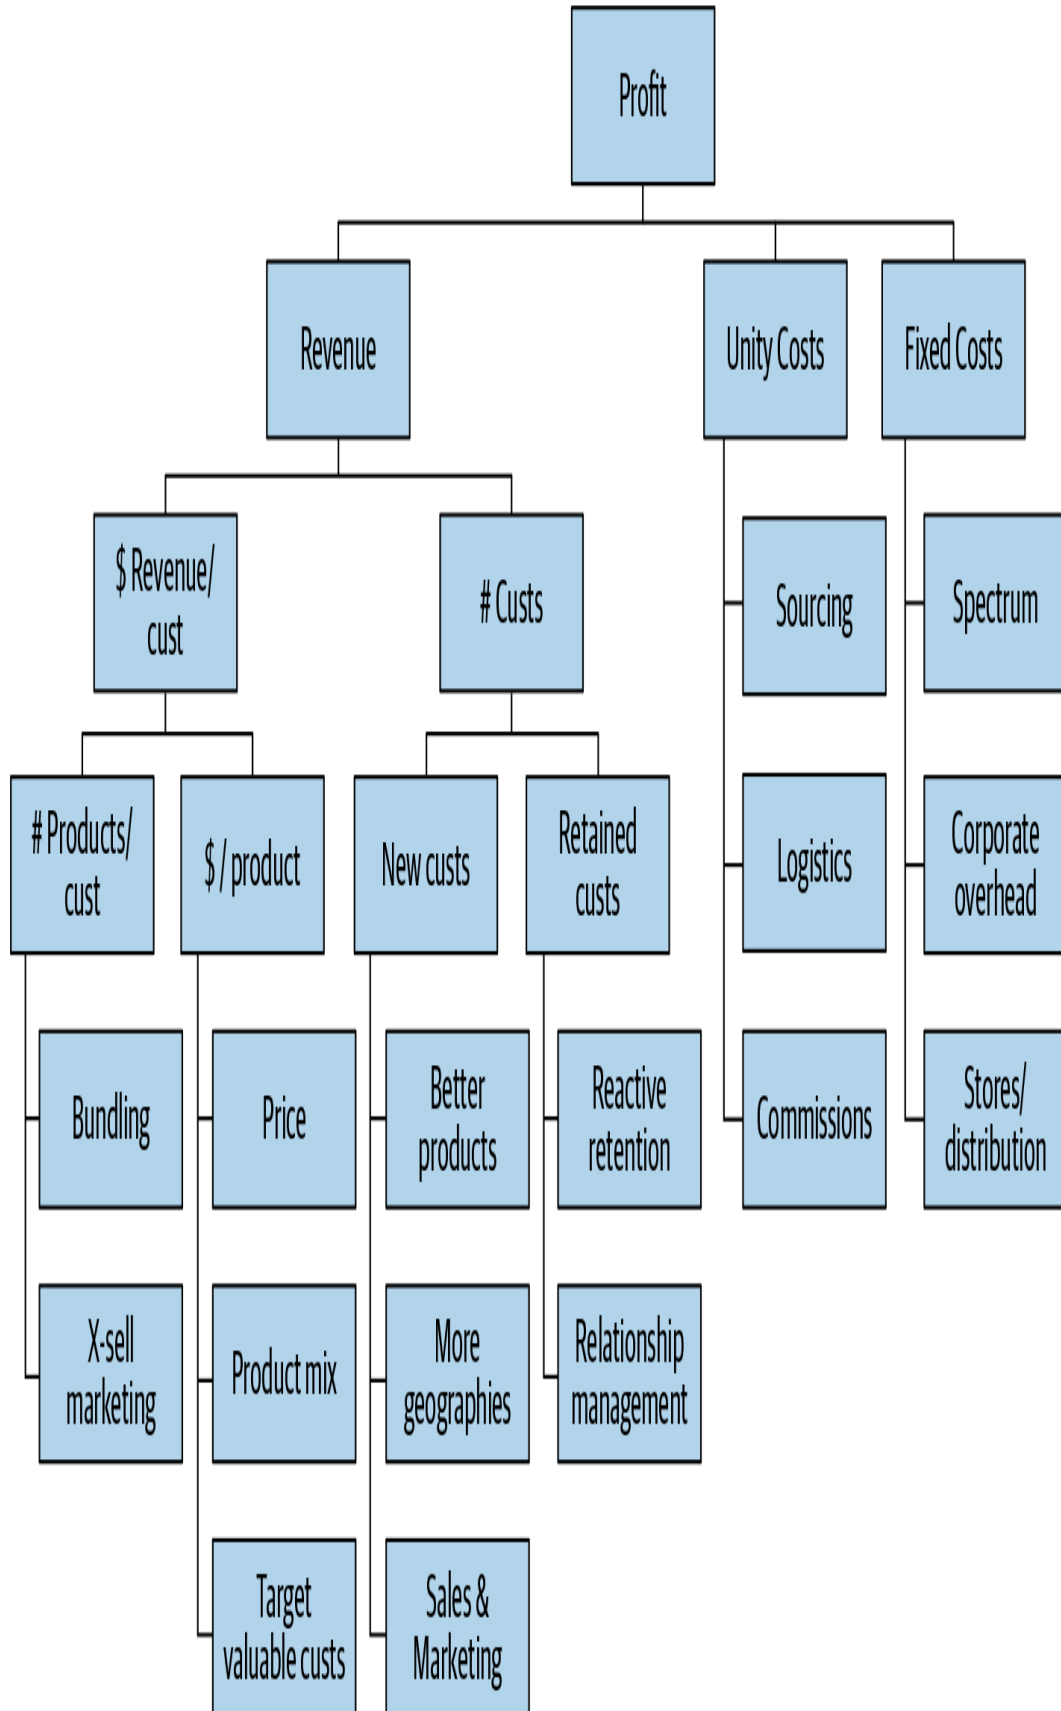 Profit
Revenue
Unity Costs
Fixed Costs
$ Revenue/
cust
# Custs
Sourcing
Spectrum
# Products/
cust
$ / product
New custs
Retained
custs
Logistics
Corporate
overhead
Bundling
Price
Better
products
Reactive
retention
Commissions
Stores/
distribution
X-sell
marketing
Product mix
More
geographies
Relationship
management
Target
valuable custs
Sales &
Marketing